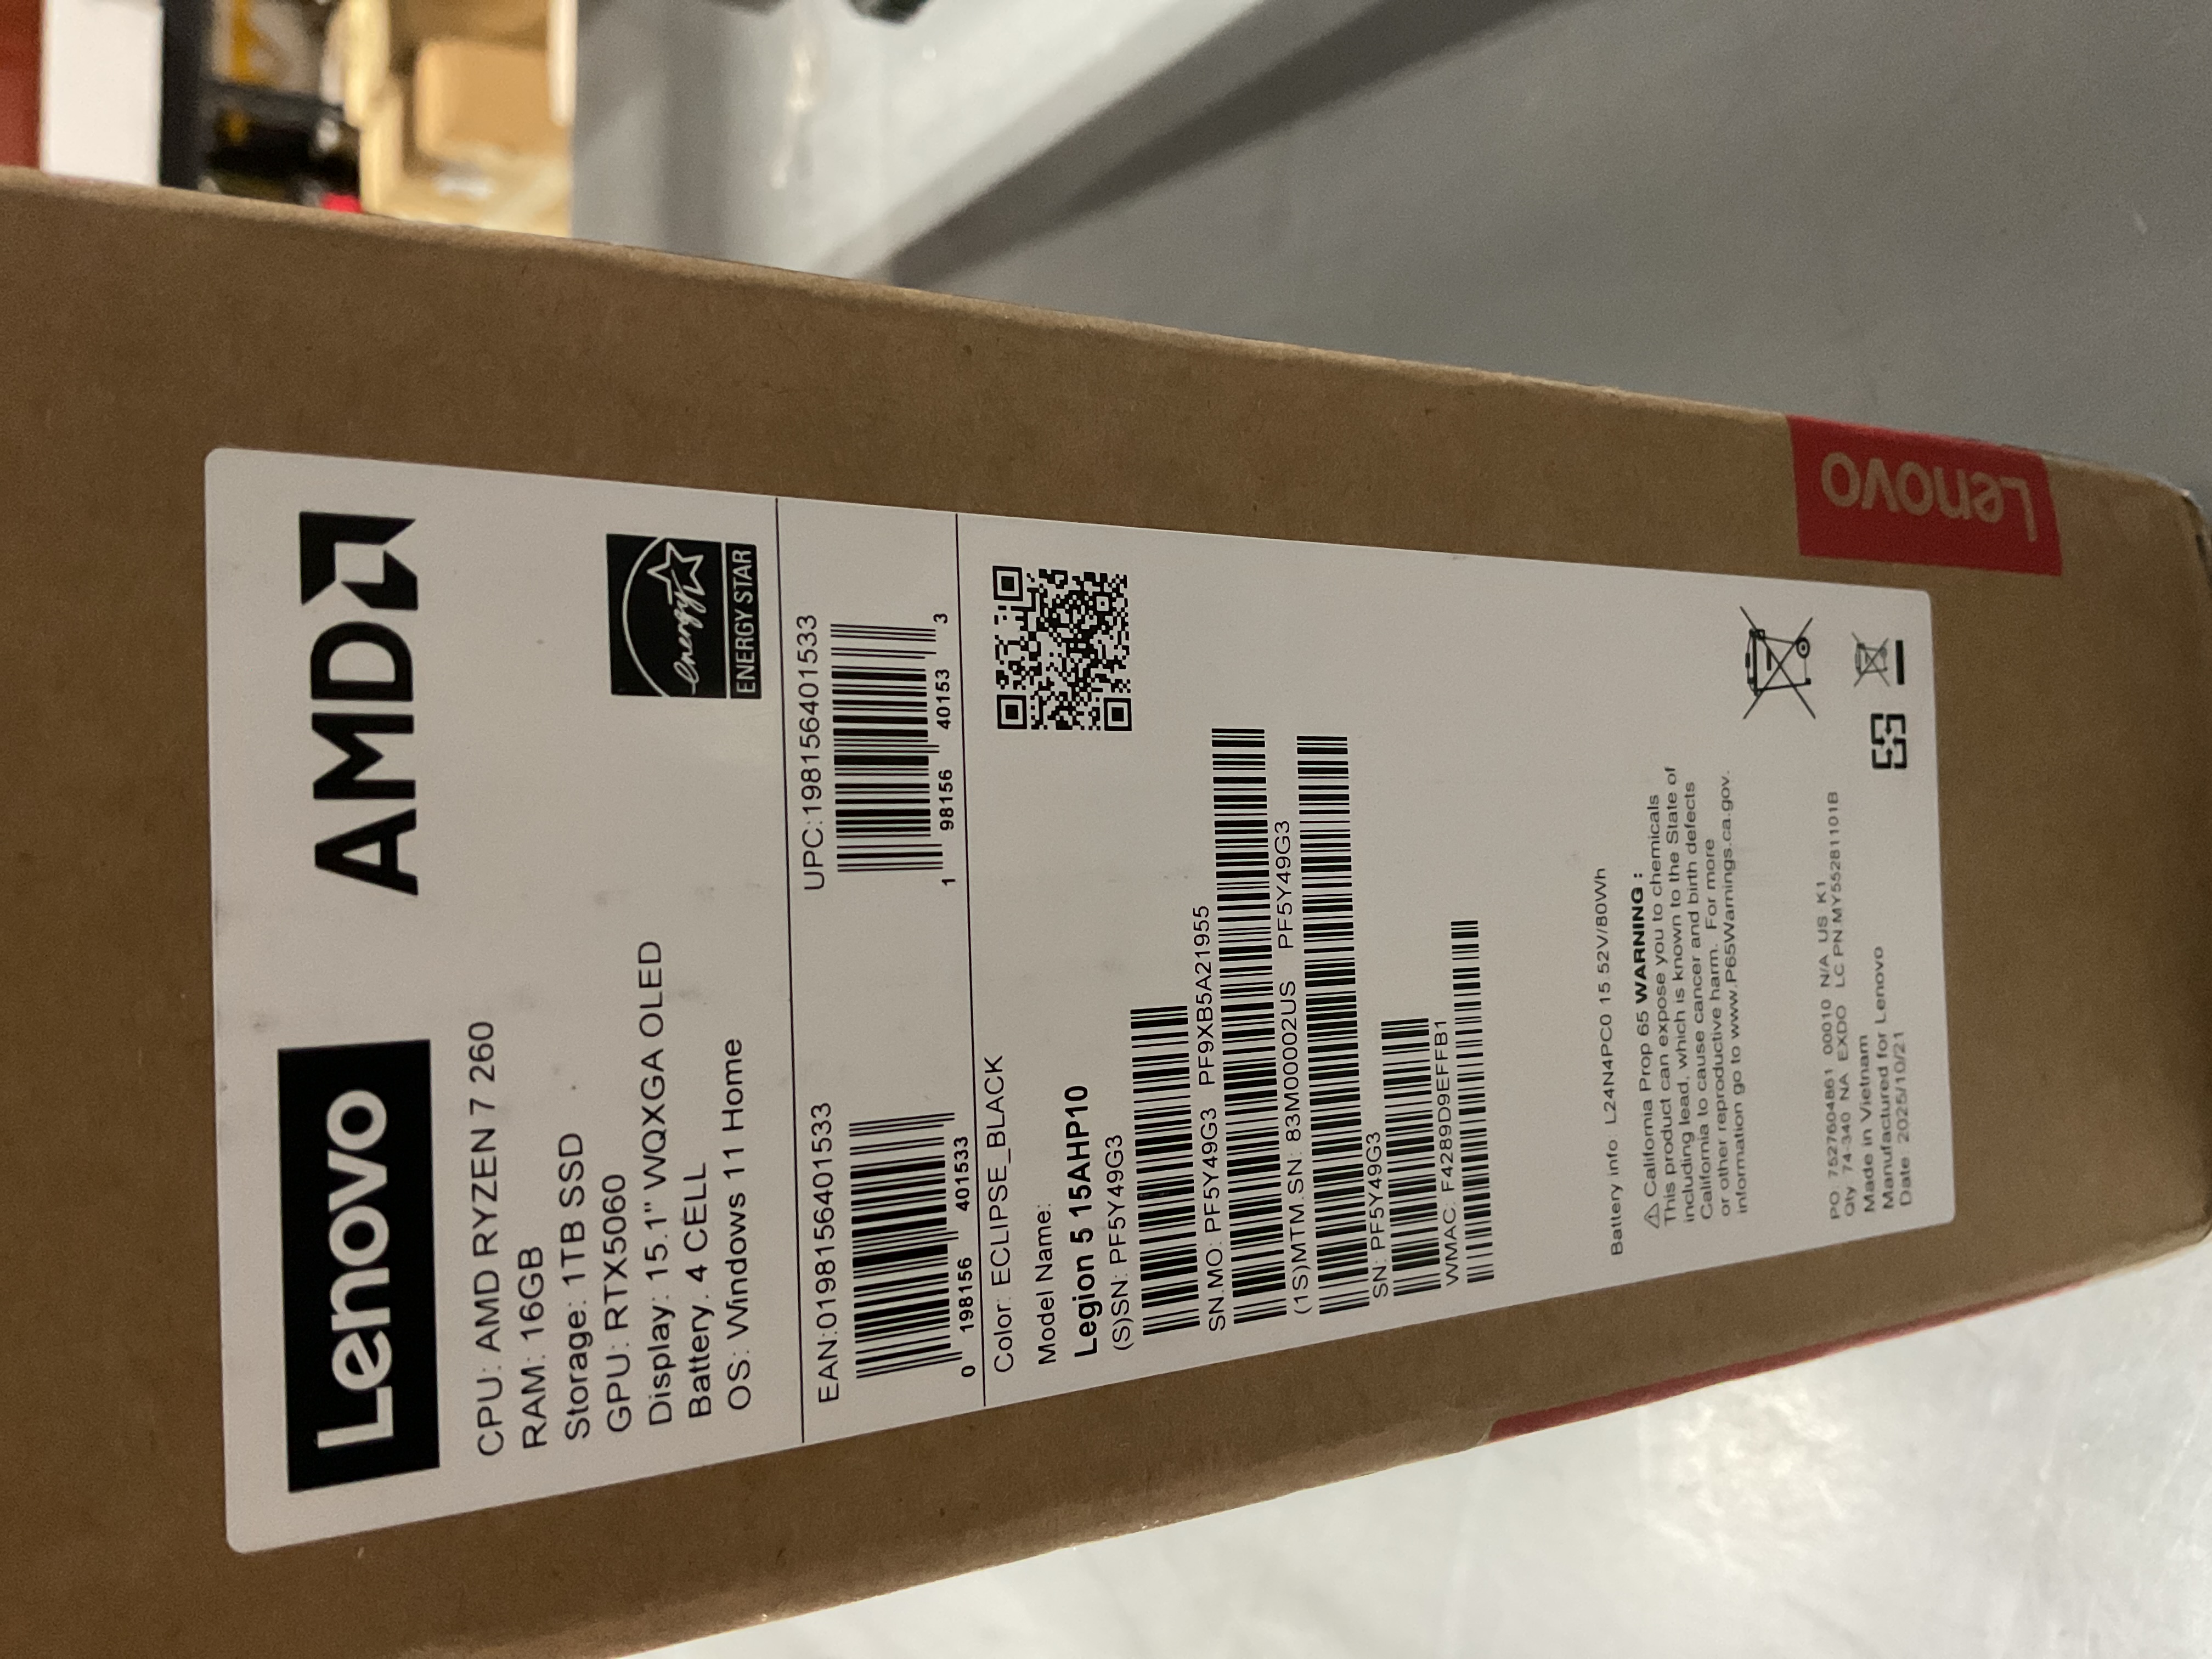 Lenovo
AMD
CPU: AMD RYZEN 7 260
RAM: 16GB
Storage: 1TB SSD
GPU: RTX5060
Display: 15.1" WQXGA OLED
Battery. 4 CELL
OS: Windows 11 Home
energy
ENERGY STAR
EAN:0198156401533
0 198156 401533
UPC:198156401533
1 98156 40153 3
Color: ECLIPSE_BLACK
Model Name:
Legion 5 15AHP10
(S)SN: PF5Y49G3
SN.MO: PF5Y49G3 PF9XB5A21955
(1S)MTM.SN: 83M00002US PF5Y49G3
SN: PF5Y49G3
WMAC: F4289D9EFFB1
Battery info: L24N4PC0 15 52V/80Wh
⚠ California Prop 65 WARNING :
This product can expose you to chemicals
including lead, which is known to the State of
California to cause cancer and birth defects
or other reproductive harm. For more
information go to www.P65Warnings.ca.gov.
PO: 7527604861 00010 N/A US K1
Qty 74-340 NA EXDO LC PN MY552811101B
Made in Vietnam
Manufactured for Lenovo
Date 2025/10/21
Lenovo